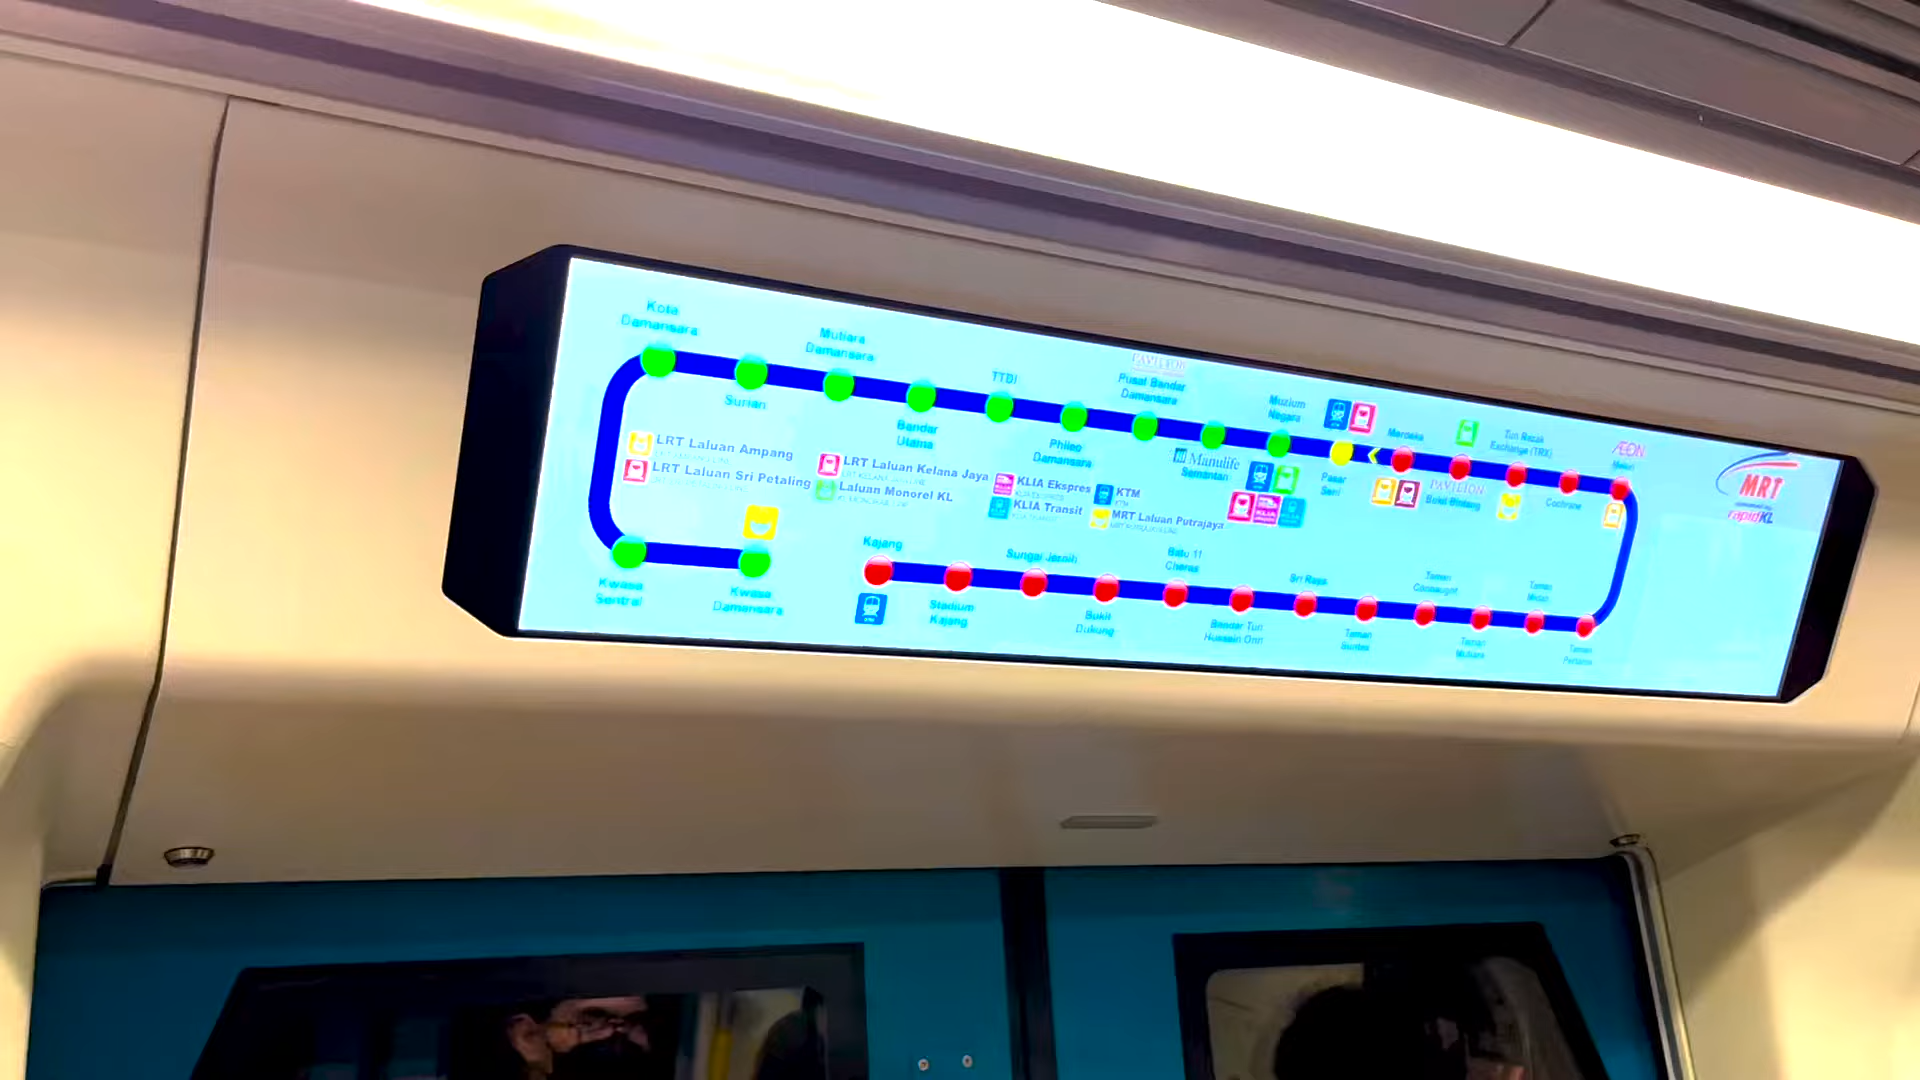 Kota
Damansara
Surian
Mutiara
Damansara
Bandar
Utama
TTDI
Phileo
Damansara
PAVILION
Pusat Bandar
Damansara
Manulife
Semantan
Muzium
Negara
Pasar
Seni
Merdeka
PAVILION
Bukit Bintang
Tun Razak
Exchange (TRX)
Cochrane
ÆON
Maluri
MRT
rapidKL
LRT Laluan Ampang
LRT Laluan Sri Petaling
LRT Laluan Kelana Jaya
Laluan Monorel KL
KLIA Ekspres
KLIA Transit
KTM
MRT Laluan Putrajaya
Kwasa
Sentral
Kwasa
Damansara
Kajang
Stadium
Kajang
Sungai Jernih
Bukit
Dukung
Batu 11
Cheras
Bandar Tun
Hussein Onn
Sri Raya
Taman
Suntex
Taman
Connaught
Taman
Mutiara
Taman
Midah
Taman
Pertama